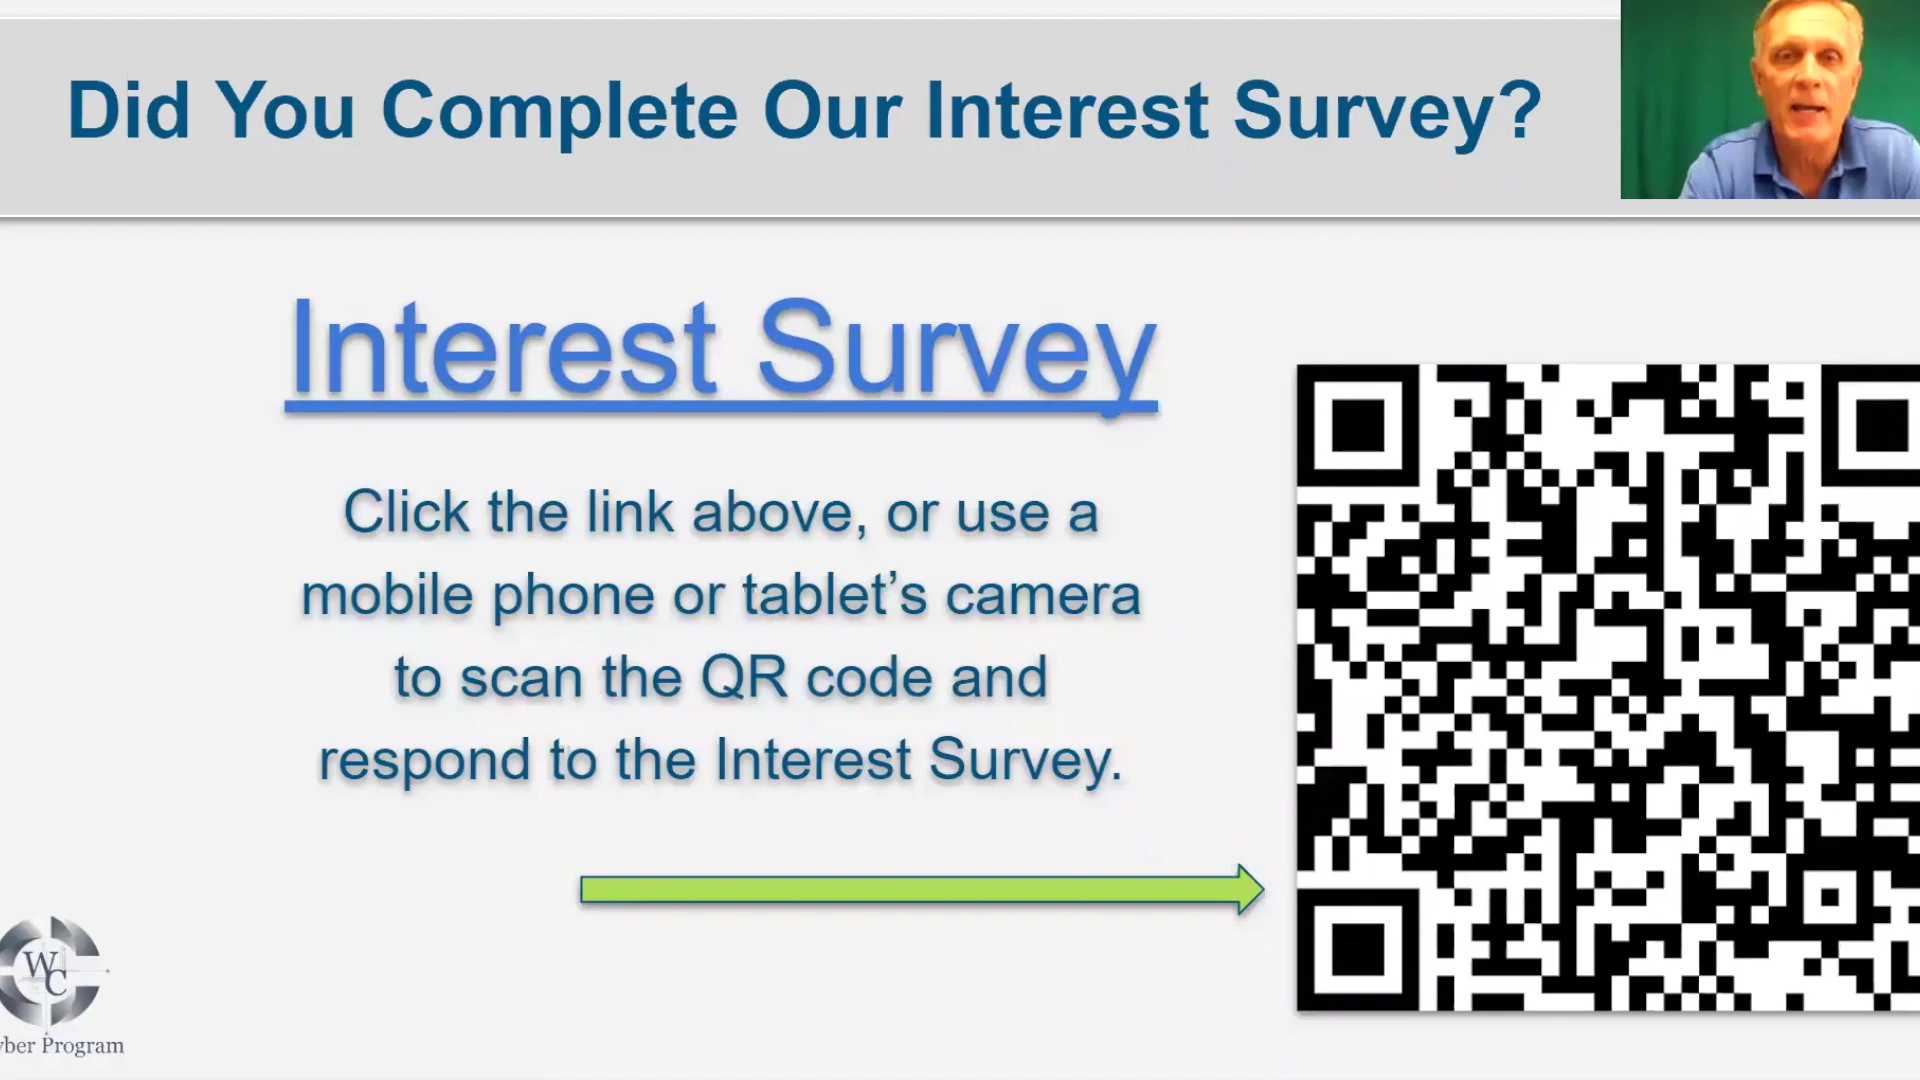 Did You Complete Our Interest Survey?
Interest Survey
Click the link above, or use a
mobile phone or tablet’s camera
to scan the QR code and
respond to the Interest Survey.
WC
yber Program